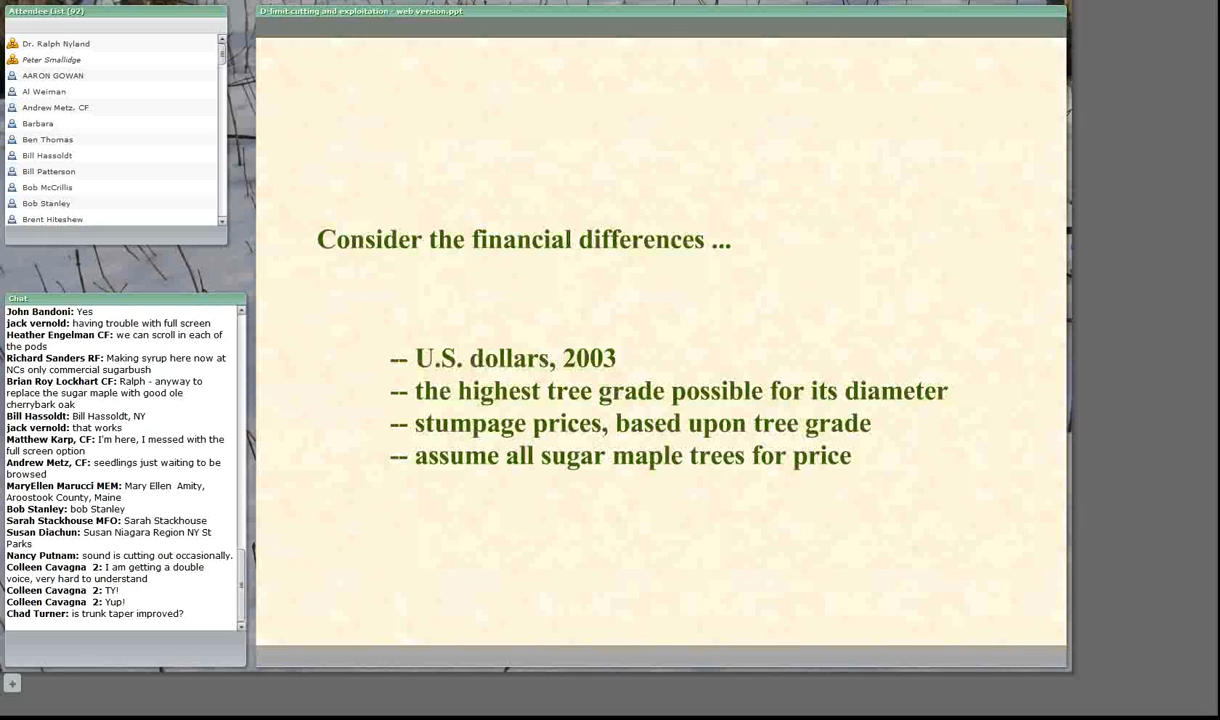 Attendee List (92)
Dr. Ralph Nyland
Peter Smallidge
AARON GOWAN
Al Weiman
Andrew Metz, CF
Barbara
Ben Thomas
Bill Hassoldt
Bill Patterson
Bob McCrillis
Bob Stanley
Brent Hiteshew
Chat
John Bandoni: Yes
jack vernold: having trouble with full screen
Heather Engelman CF: we can scroll in each of
the pods
Richard Sanders RF: Making syrup here now at
NCs only commercial sugarbush
Brian Roy Lockhart CF: Ralph - anyway to
replace the sugar maple with good ole
cherrybark oak
Bill Hassoldt: Bill Hassoldt, NY
jack vernold: that works
Matthew Karp, CF: I'm here, I messed with the
full screen option
Andrew Metz, CF: seedlings just waiting to be
browsed
MaryEllen Marucci MEM: Mary Ellen  Amity,
Aroostook County, Maine
Bob Stanley: bob Stanley
Sarah Stackhouse MFO: Sarah Stackhouse
Susan Diachun: Susan Niagara Region NY St
Parks
Nancy Putnam: sound is cutting out occasionally.
Colleen Cavagna  2: I am getting a double
voice, very hard to understand
Colleen Cavagna  2: TY!
Colleen Cavagna  2: Yup!
Chad Turner: is trunk taper improved?
D-limit cutting and exploitation - web version.ppt
Consider the financial differences ...
-- U.S. dollars, 2003
-- the highest tree grade possible for its diameter
-- stumpage prices, based upon tree grade
-- assume all sugar maple trees for price